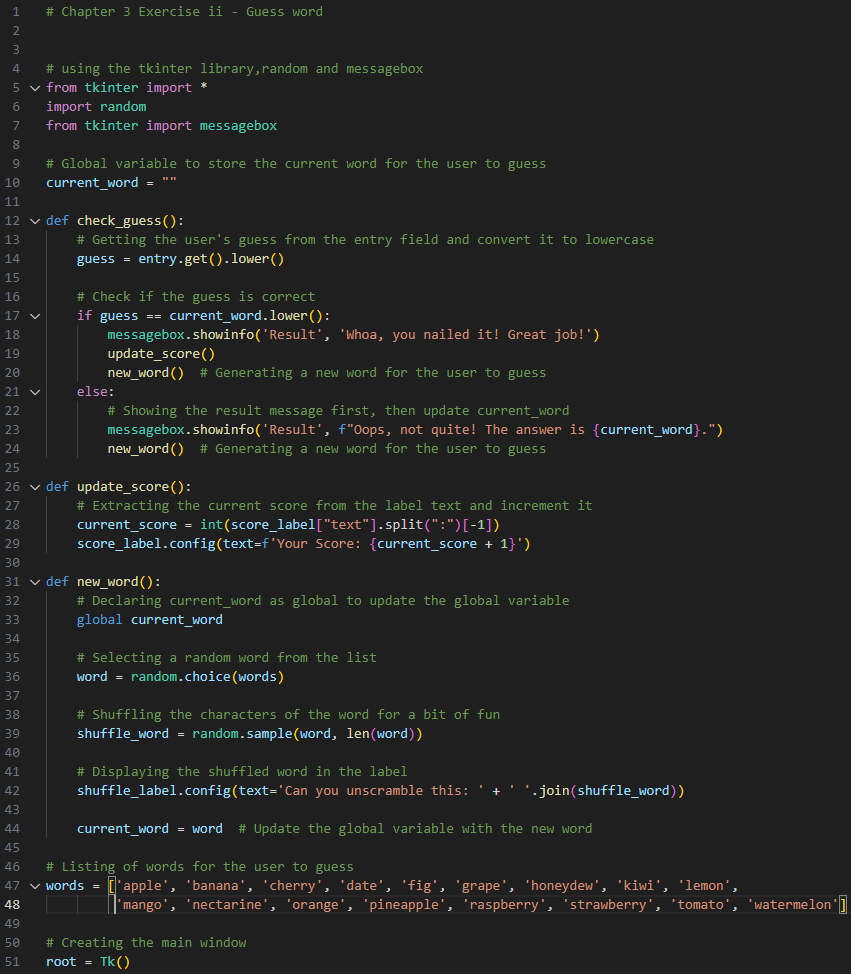 1 # Chapter 3 Exercise ii - Guess word
2
3
4 # using the tkinter library,random and messagebox
5 from tkinter import *
6 import random
7 from tkinter import messagebox
8
9 # Global variable to store the current word for the user to guess
10 current_word = ""
11
12 def check_guess():
13     # Getting the user's guess from the entry field and convert it to lowercase
14     guess = entry.get().lower()
15
16     # Check if the guess is correct
17     if guess == current_word.lower():
18         messagebox.showinfo('Result', 'Whoa, you nailed it! Great job!')
19         update_score()
20         new_word()  # Generating a new word for the user to guess
21     else:
22         # Showing the result message first, then update current_word
23         messagebox.showinfo('Result', f"Oops, not quite! The answer is {current_word}.")
24         new_word()  # Generating a new word for the user to guess
25
26 def update_score():
27     # Extracting the current score from the label text and increment it
28     current_score = int(score_label["text"].split(":")[-1])
29     score_label.config(text=f'Your Score: {current_score + 1}')
30
31 def new_word():
32     # Declaring current_word as global to update the global variable
33     global current_word
34
35     # Selecting a random word from the list
36     word = random.choice(words)
37
38     # Shuffling the characters of the word for a bit of fun
39     shuffle_word = random.sample(word, len(word))
40
41     # Displaying the shuffled word in the label
42     shuffle_label.config(text='Can you unscramble this: ' + ' '.join(shuffle_word))
43
44     current_word = word  # Update the global variable with the new word
45
46 # Listing of words for the user to guess
47 words = ['apple', 'banana', 'cherry', 'date', 'fig', 'grape', 'honeydew', 'kiwi', 'lemon',
48          'mango', 'nectarine', 'orange', 'pineapple', 'raspberry', 'strawberry', 'tomato', 'watermelon']
49
50 # Creating the main window
51 root = Tk()